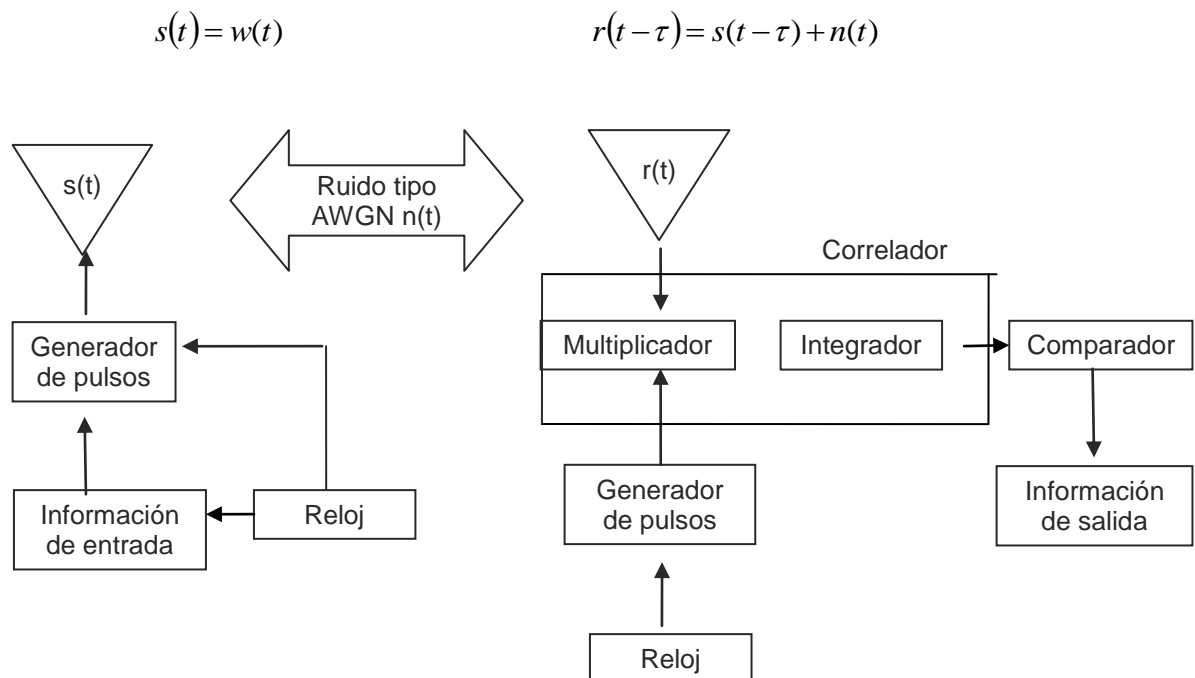 s(t) = w(t)
r(t − τ) = s(t − τ) + n(t)
s(t)
Ruido tipo
AWGN n(t)
r(t)
Correlador
Generador
de pulsos
Multiplicador
Integrador
Comparador
Información
de entrada
Reloj
Generador
de pulsos
Información
de salida
Reloj